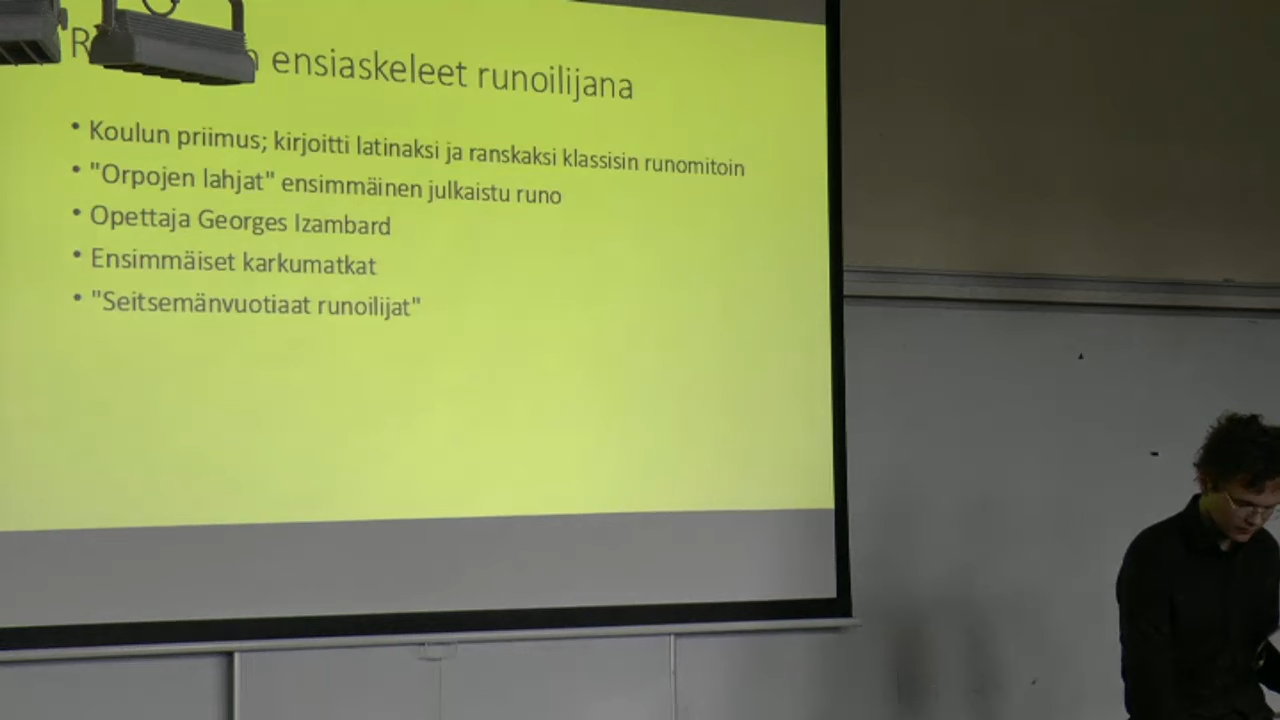 ensiaskeleet runoilijana
• Koulun priimus; kirjoitti latinaksi ja ranskaksi klassisin runomitoin
• "Orpojen lahjat" ensimmäinen julkaistu runo
• Opettaja Georges Izambard
• Ensimmäiset karkumatkat
• "Seitsemänvuotiaat runoilijat"